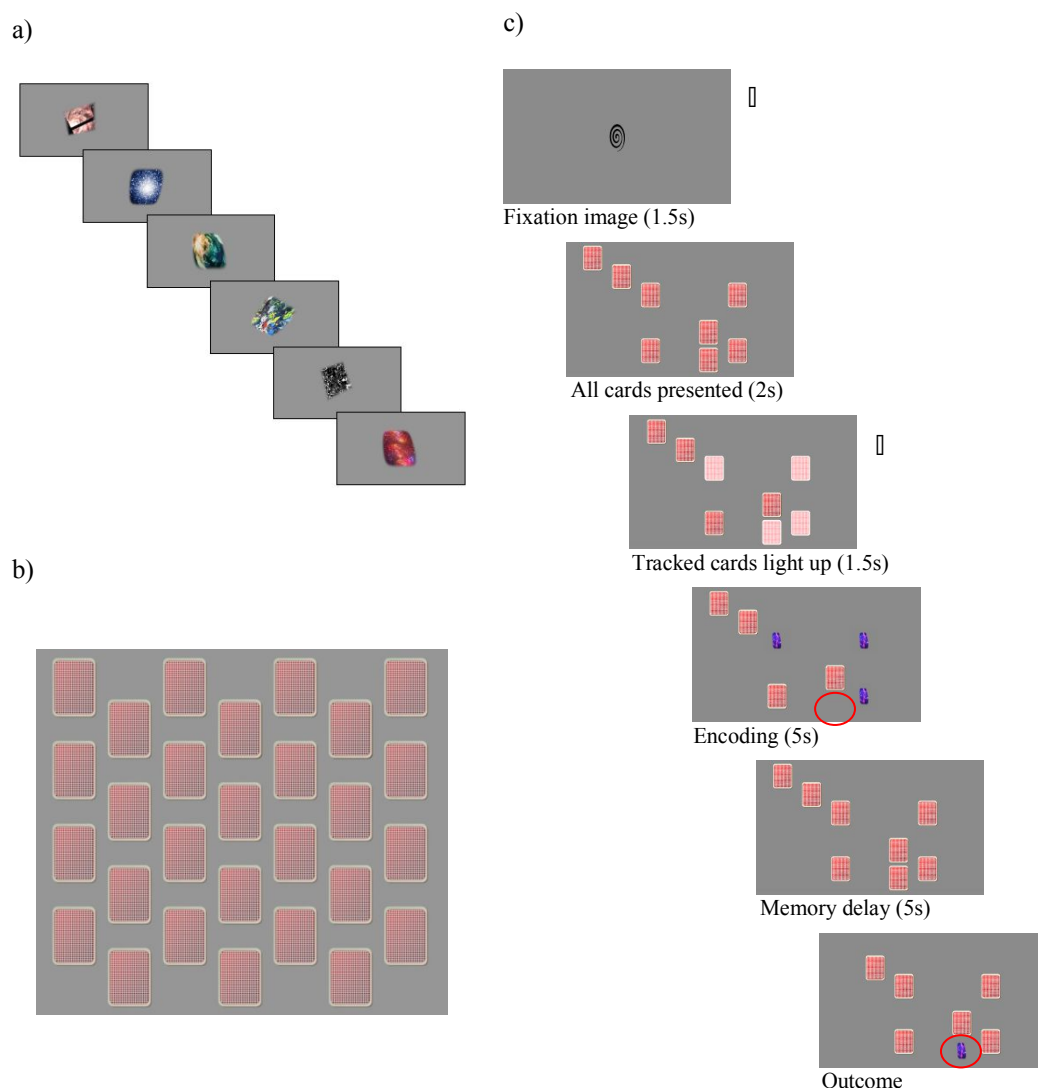 a)
c)
Fixation image (1.5s)
All cards presented (2s)
Tracked cards light up (1.5s)
b)
Encoding (5s)
Memory delay (5s)
Outcome